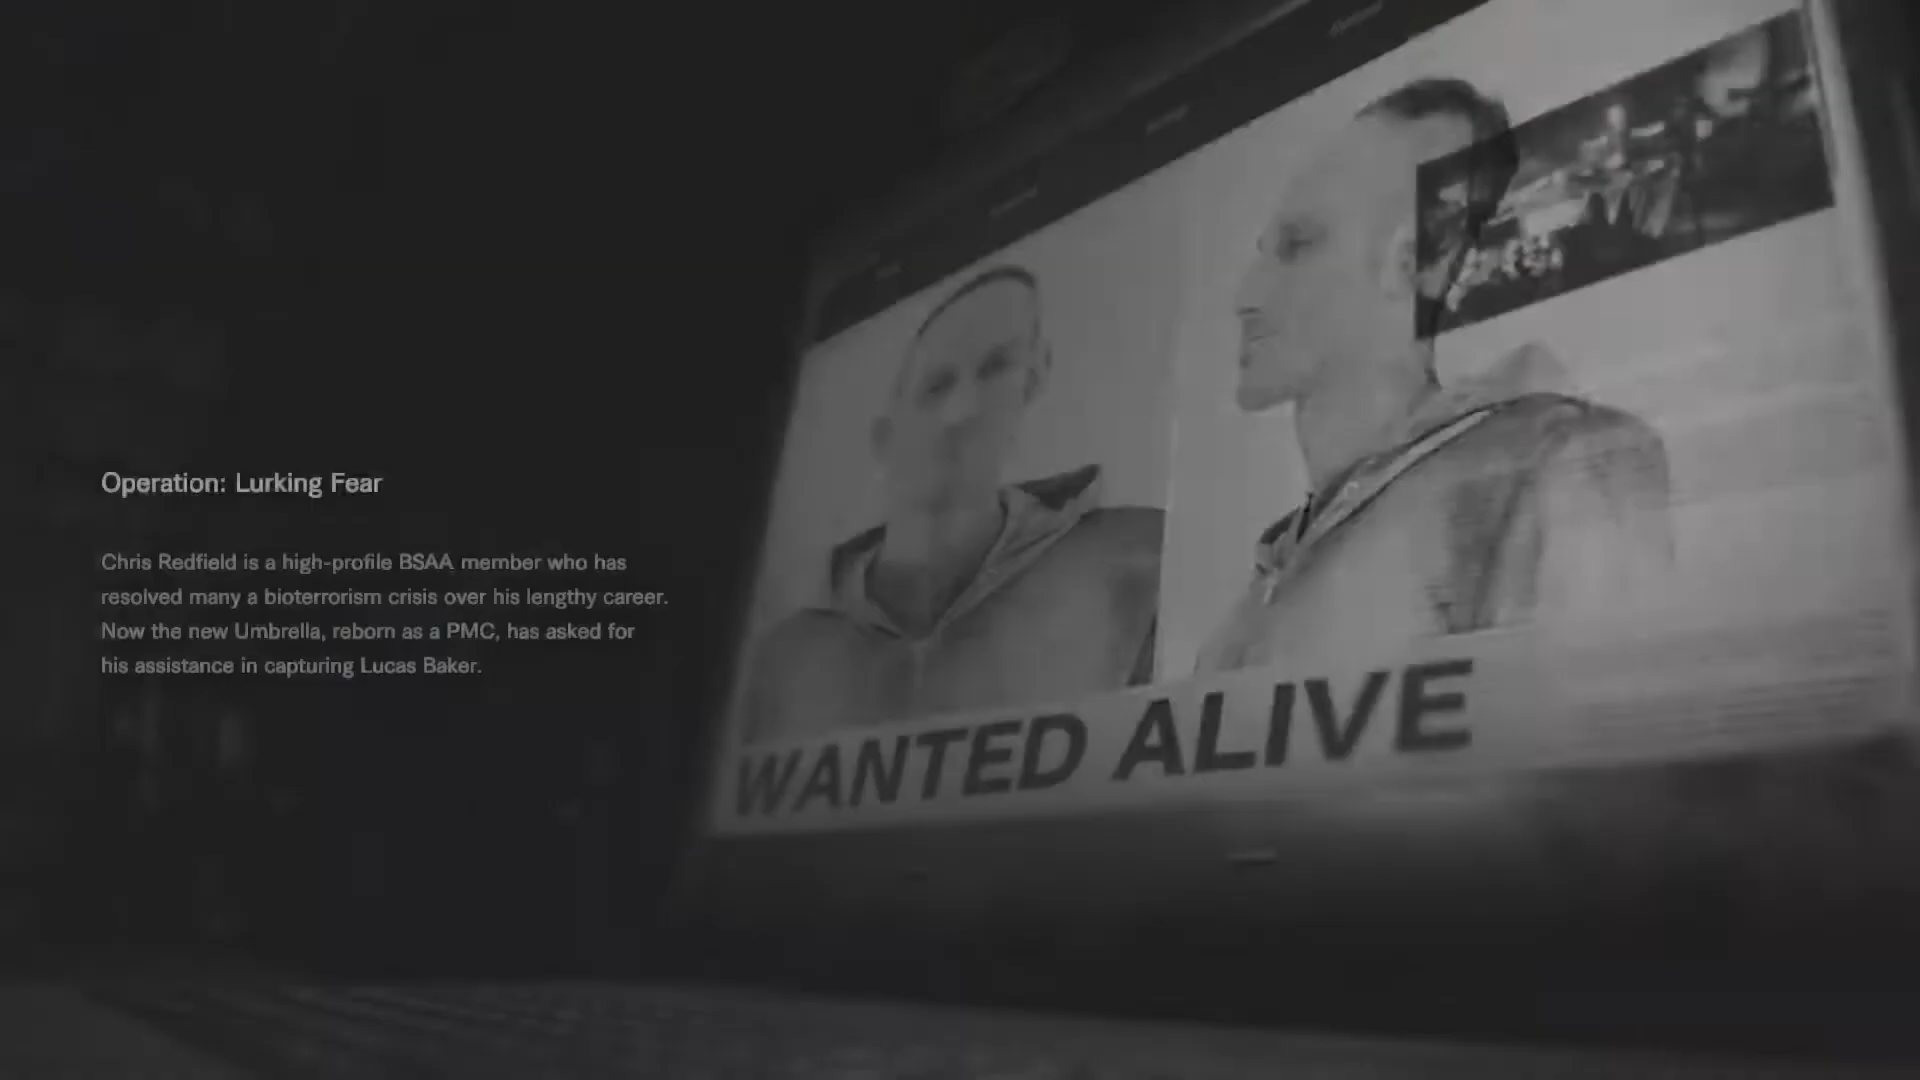 Operation: Lurking Fear
Chris Redfield is a high-profile BSAA member who has
resolved many a bioterrorism crisis over his lengthy career.
Now the new Umbrella, reborn as a PMC, has asked for
his assistance in capturing Lucas Baker.
WANTED ALIVE